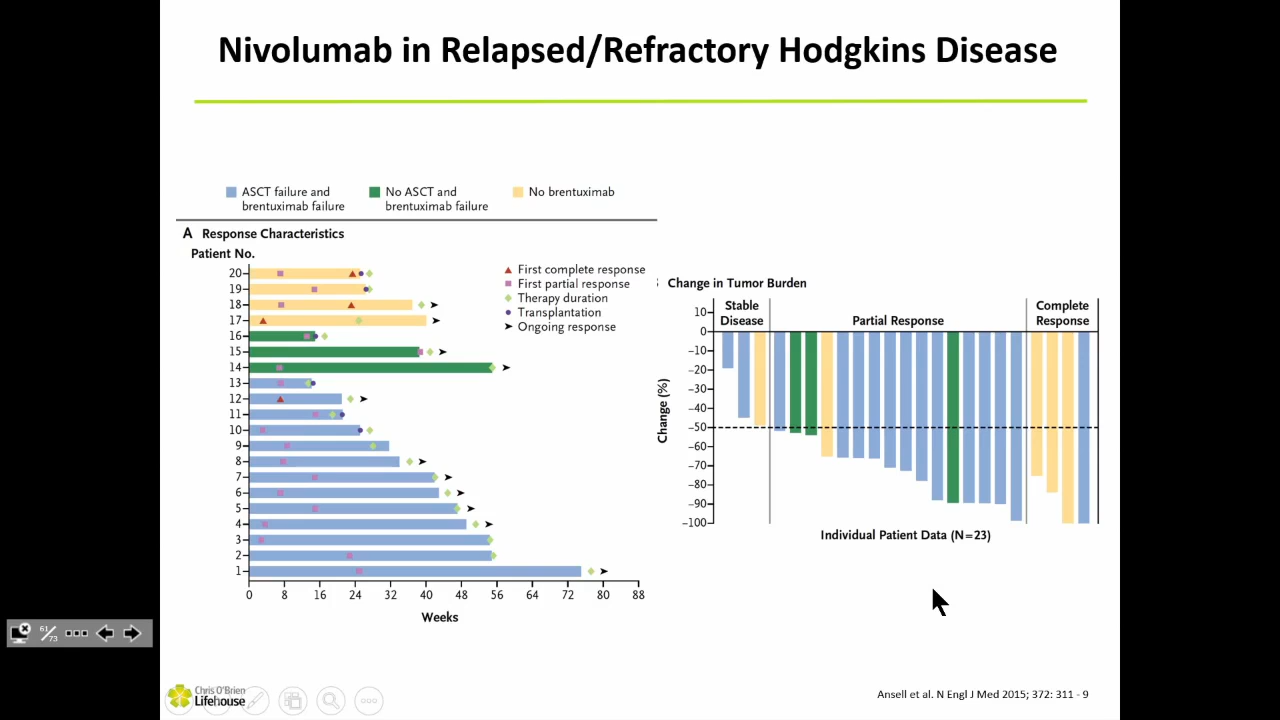 Nivolumab in Relapsed/Refractory Hodgkins Disease
ASCT failure and
brentuximab failure
No ASCT and
brentuximab failure
No brentuximab
A Response Characteristics
Patient No.
20
19
18
17
16
15
14
13
12
11
10
9
8
7
6
5
4
3
2
1
0 8 16 24 32 40 48 56 64 72 80 88
Weeks
First complete response
First partial response
Therapy duration
Transplantation
Ongoing response
Change in Tumor Burden
Stable
Disease
Partial Response
Complete
Response
10
0
−10
−20
−30
−40
−50
−60
−70
−80
−90
−100
Change (%)
Individual Patient Data (N=23)
61/73
Chris O'Brien
Lifehouse
Ansell et al. N Engl J Med 2015; 372: 311 - 9